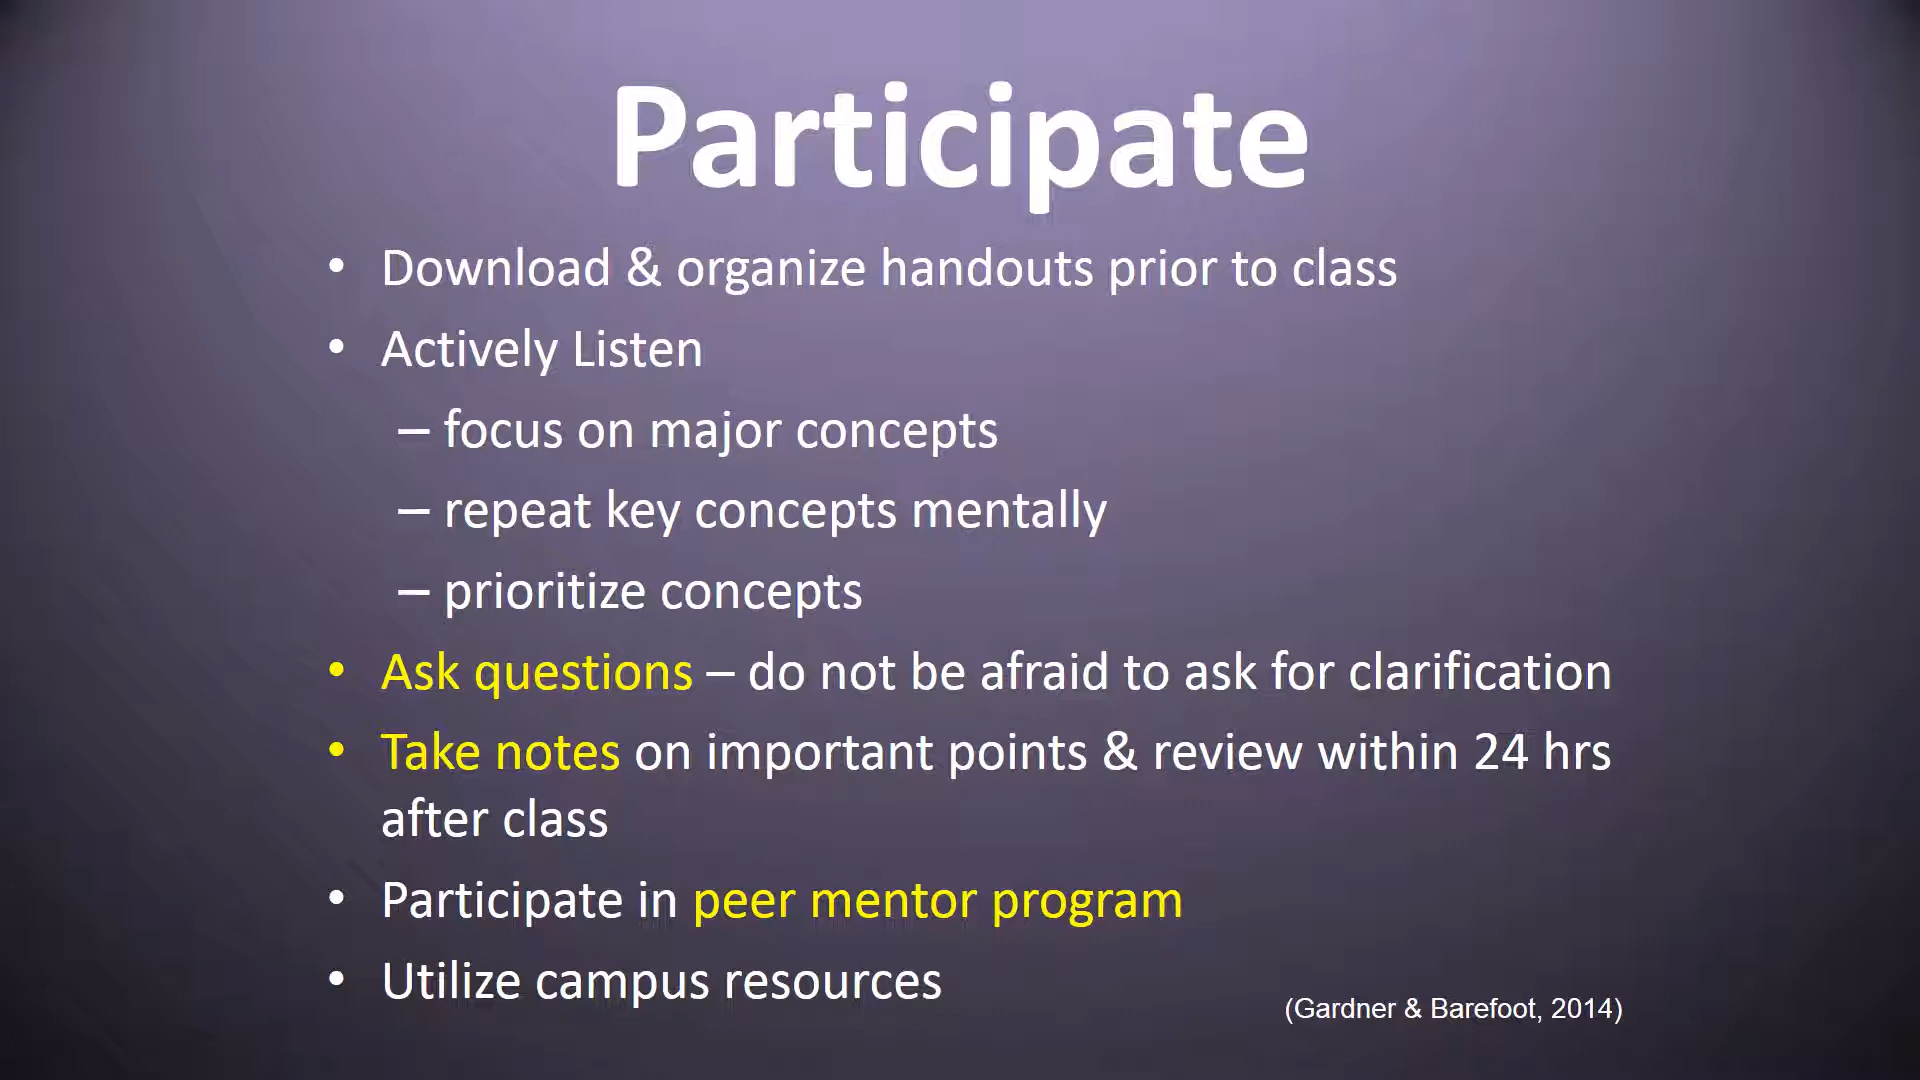 Participate
• Download & organize handouts prior to class
• Actively Listen
– focus on major concepts
– repeat key concepts mentally
– prioritize concepts
• Ask questions – do not be afraid to ask for clarification
• Take notes on important points & review within 24 hrs
after class
• Participate in peer mentor program
• Utilize campus resources
(Gardner & Barefoot, 2014)